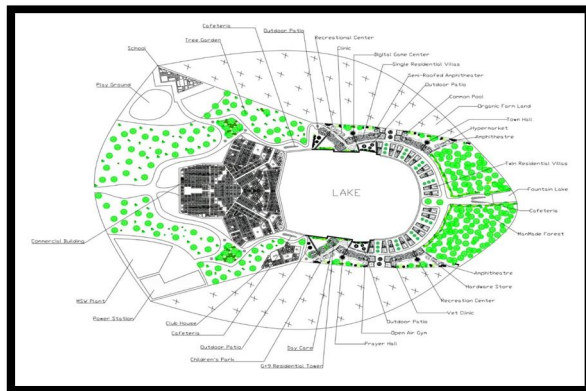 Cafeteria
Outdoor Patio
Tree Garden
Recreational Center
Clinic
School
Digital Game Center
Single Residential Villas
Semi-Roofed Amphitheater
Outdoor Patio
Play Ground
Common Pool
Organic Farm Land
Town Hall
Hypermarket
Amphitheatre
Twin Residential Villas
LAKE
Fountain Lake
Cafeteria
ManMade Forest
Commercial Building
Amphitheatre
MSW Plant
Hardware Store
Power Station
Recreation Center
Vet Clinic
Club House
Outdoor Patio
Cafeteria
Open Air Gym
Outdoor Patio
Prayer Hall
Children's Park
Day Care
G+9 Residential Tower